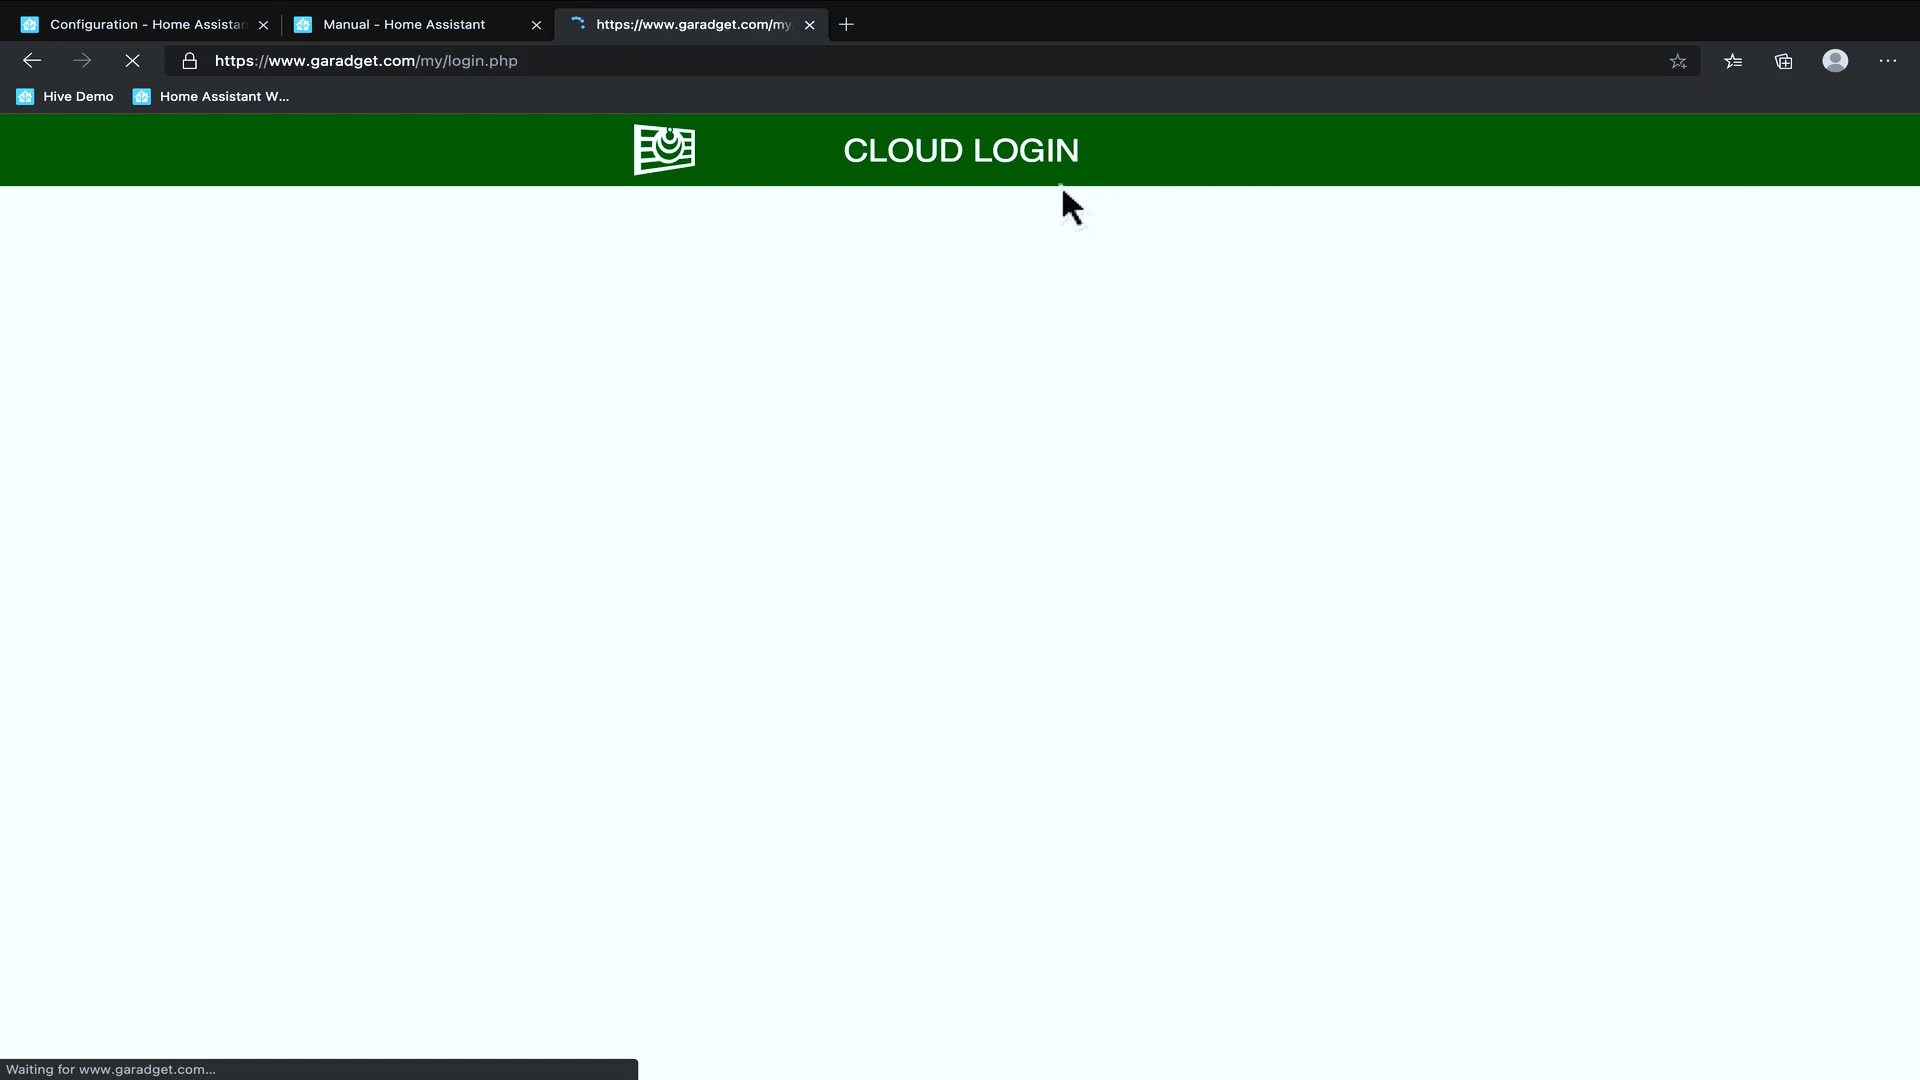 Configuration - Home Assistan
Manual - Home Assistant
https://www.garadget.com/my
https://www.garadget.com/my/login.php
Hive Demo
Home Assistant W...
CLOUD LOGIN
Waiting for www.garadget.com...